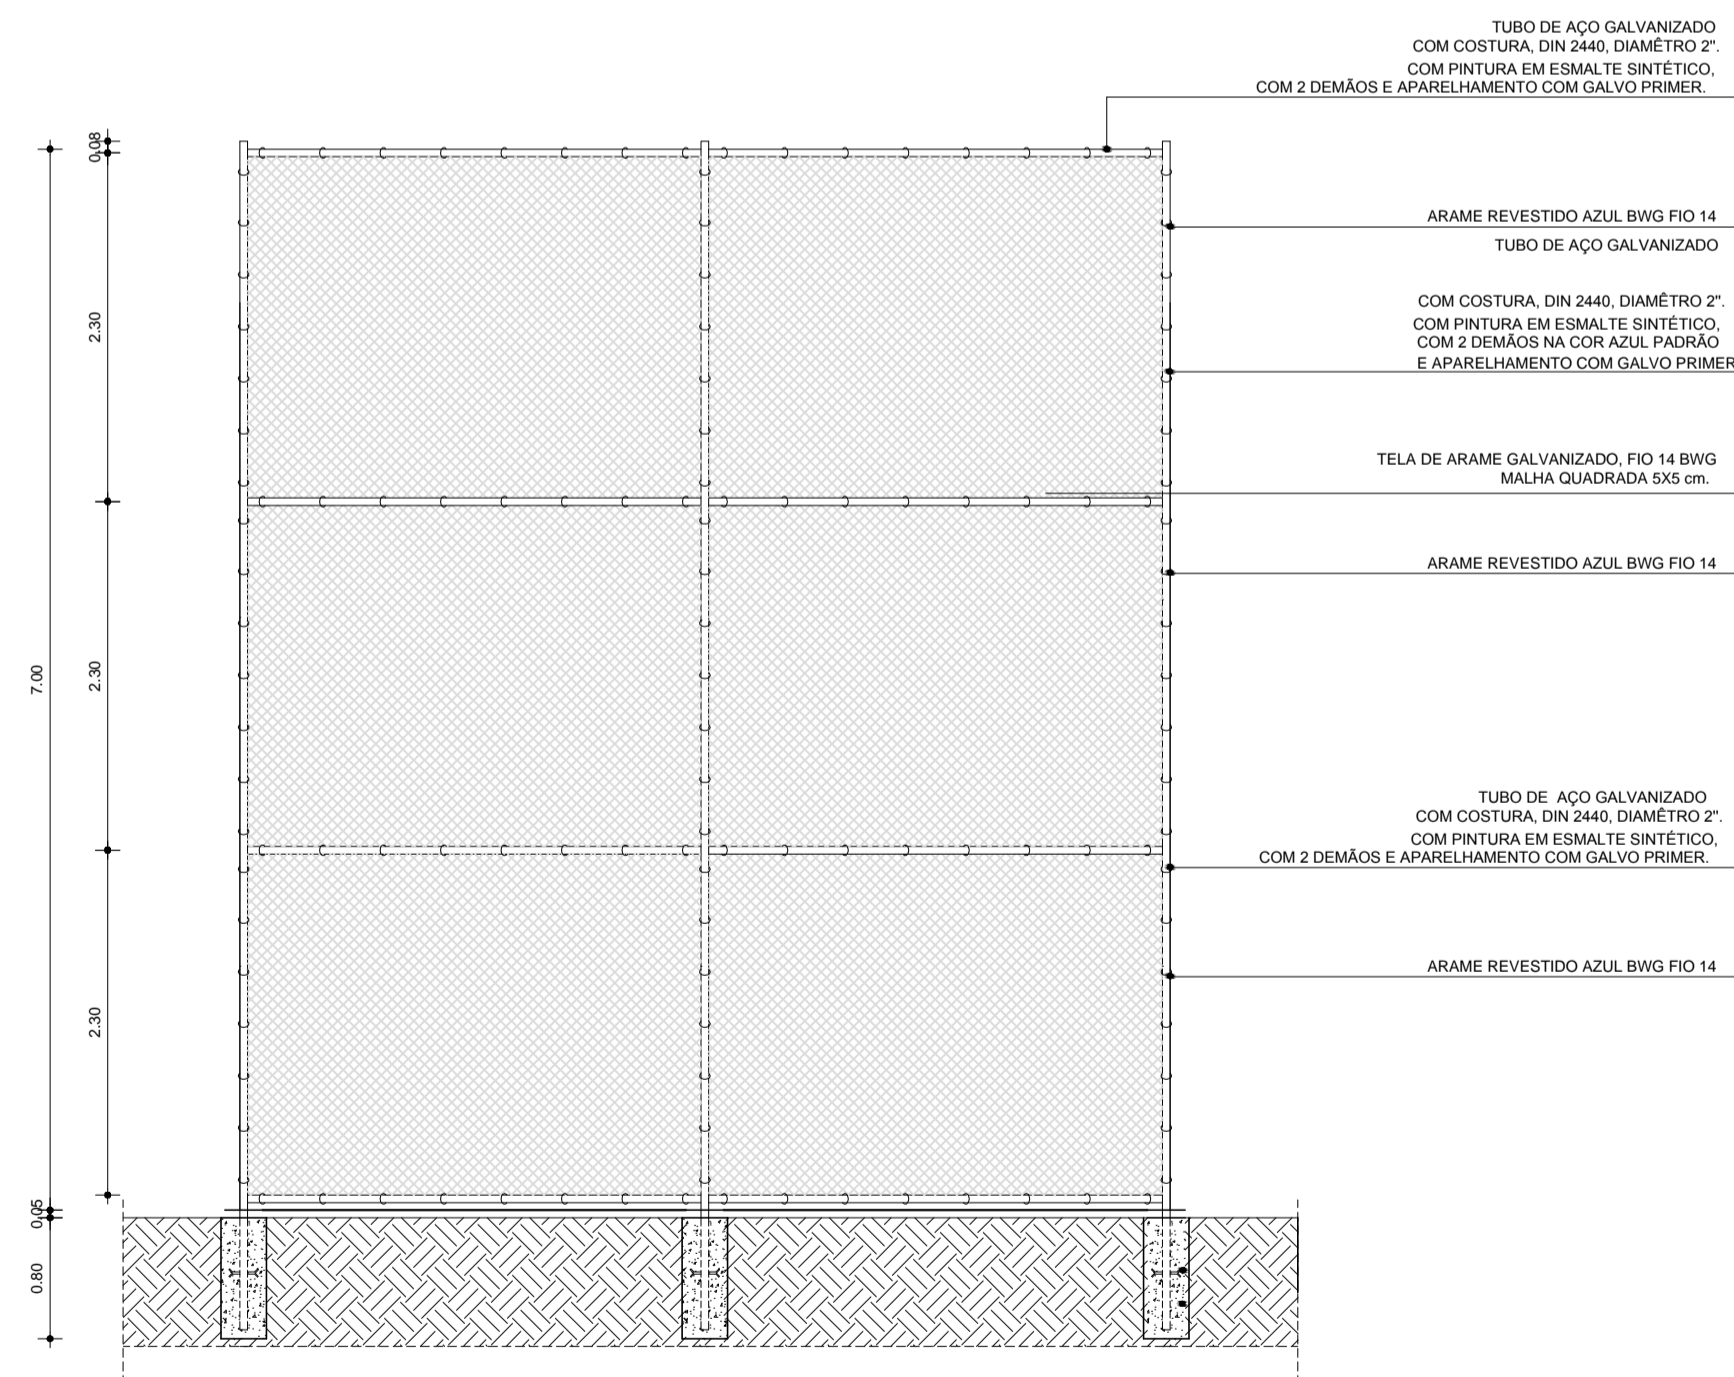 TUBO DE AÇO GALVANIZADO
COM COSTURA, DIN 2440, DIAMÊTRO 2".
COM PINTURA EM ESMALTE SINTÉTICO,
COM 2 DEMÃOS E APARELHAMENTO COM GALVO PRIMER.
ARAME REVESTIDO AZUL BWG FIO 14
TUBO DE AÇO GALVANIZADO
COM COSTURA, DIN 2440, DIAMÊTRO 2".
COM PINTURA EM ESMALTE SINTÉTICO,
COM 2 DEMÃOS NA COR AZUL PADRÃO
E APARELHAMENTO COM GALVO PRIMER
TELA DE ARAME GALVANIZADO, FIO 14 BWG
MALHA QUADRADA 5X5 cm.
ARAME REVESTIDO AZUL BWG FIO 14
TUBO DE AÇO GALVANIZADO
COM COSTURA, DIN 2440, DIAMÊTRO 2".
COM PINTURA EM ESMALTE SINTÉTICO,
COM 2 DEMÃOS E APARELHAMENTO COM GALVO PRIMER.
ARAME REVESTIDO AZUL BWG FIO 14
0.08
2.30
2.30
7.00
2.30
0.05
0.80